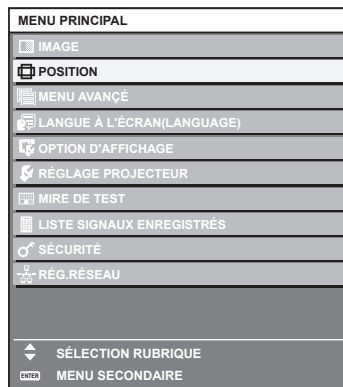 MENU PRINCIPAL
IMAGE
POSITION
MENU AVANÇÉ
LANGUE À L'ÉCRAN(LANGUAGE)
OPTION D'AFFICHAGE
RÉGLAGE PROJECTEUR
MIRE DE TEST
LISTE SIGNAUX ENREGISTRÉS
SÉCURITÉ
RÉG.RÉSEAU
SÉLECTION RUBRIQUE
ENTER MENU SECONDAIRE